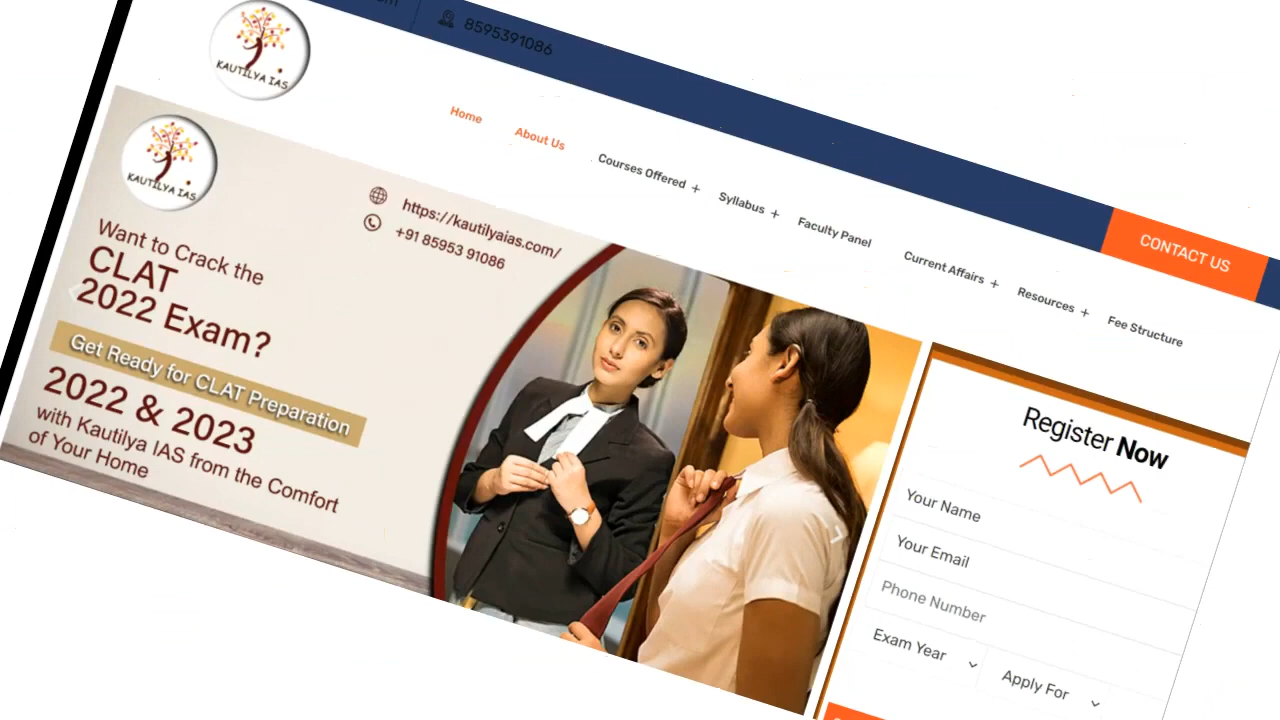 8595391086
KAUTILYA IAS
Home
About Us
Courses Offered +
Syllabus +
Faculty Panel
Current Affairs +
Resources +
Fee Structure
CONTACT US
KAUTILYA IAS
https://kautilyaias.com/
+91 85953 91086
Want to Crack the
CLAT
2022 Exam?
Get Ready for CLAT Preparation
2022 & 2023
with Kautilya IAS from the Comfort
of Your Home
Register Now
Your Name
Your Email
Phone Number
Exam Year
Apply For